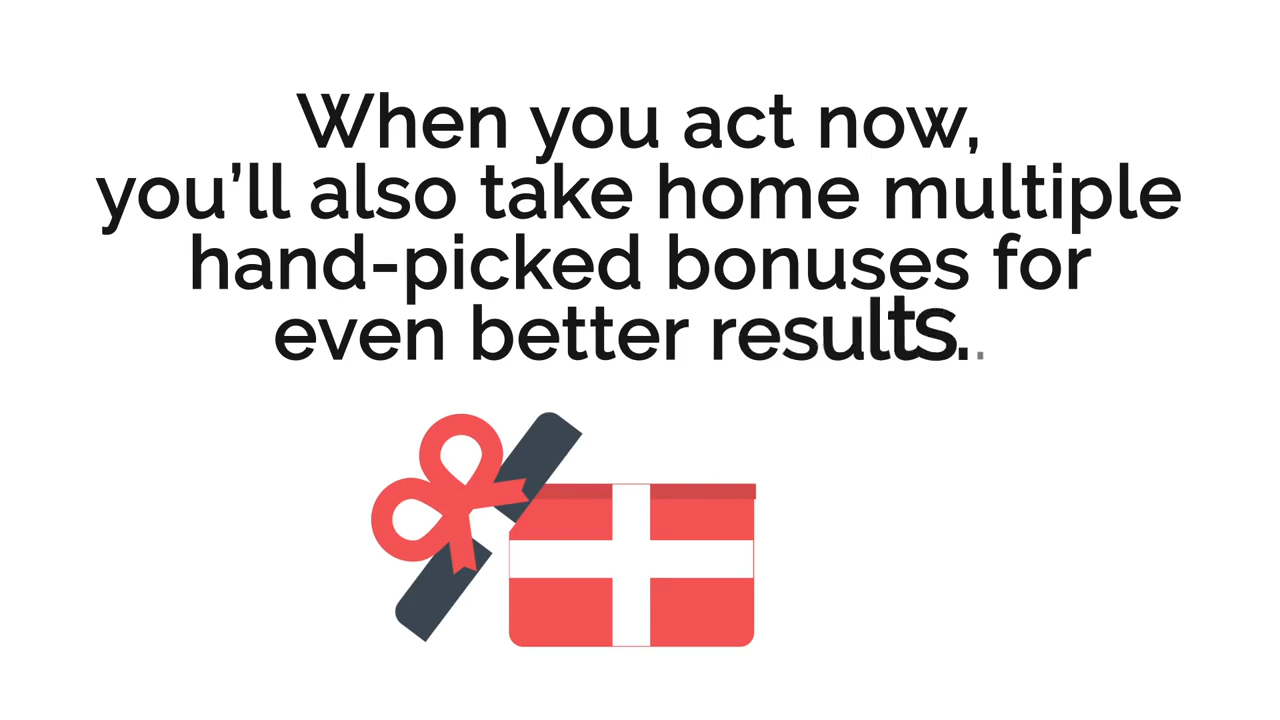 When you act now,
you’ll also take home multiple
hand-picked bonuses for
even better results..